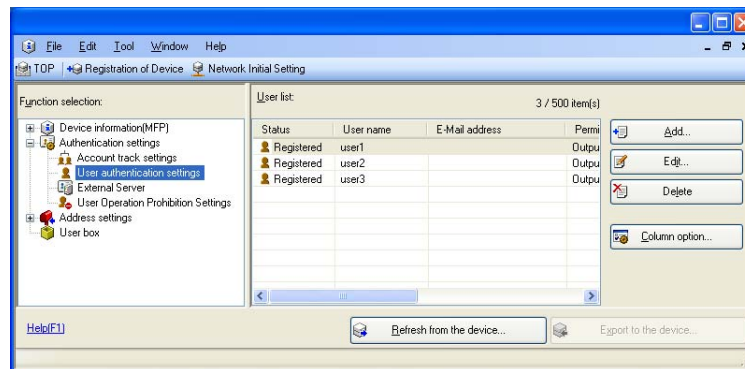 File Edit Tool Window Help
TOP Registration of Device Network Initial Setting
Function selection:
Device information(MFP)
Authentication settings
Account track settings
User authentication settings
External Server
User Operation Prohibition Settings
Address settings
User box
User list:
3 / 500 item(s)
Status User name E-Mail address Permi
Registered user1 Outpu
Registered user2 Outpu
Registered user3 Outpu
Add...
Edit...
Delete
Column option...
Help(F1)
Refresh from the device...
Export to the device...